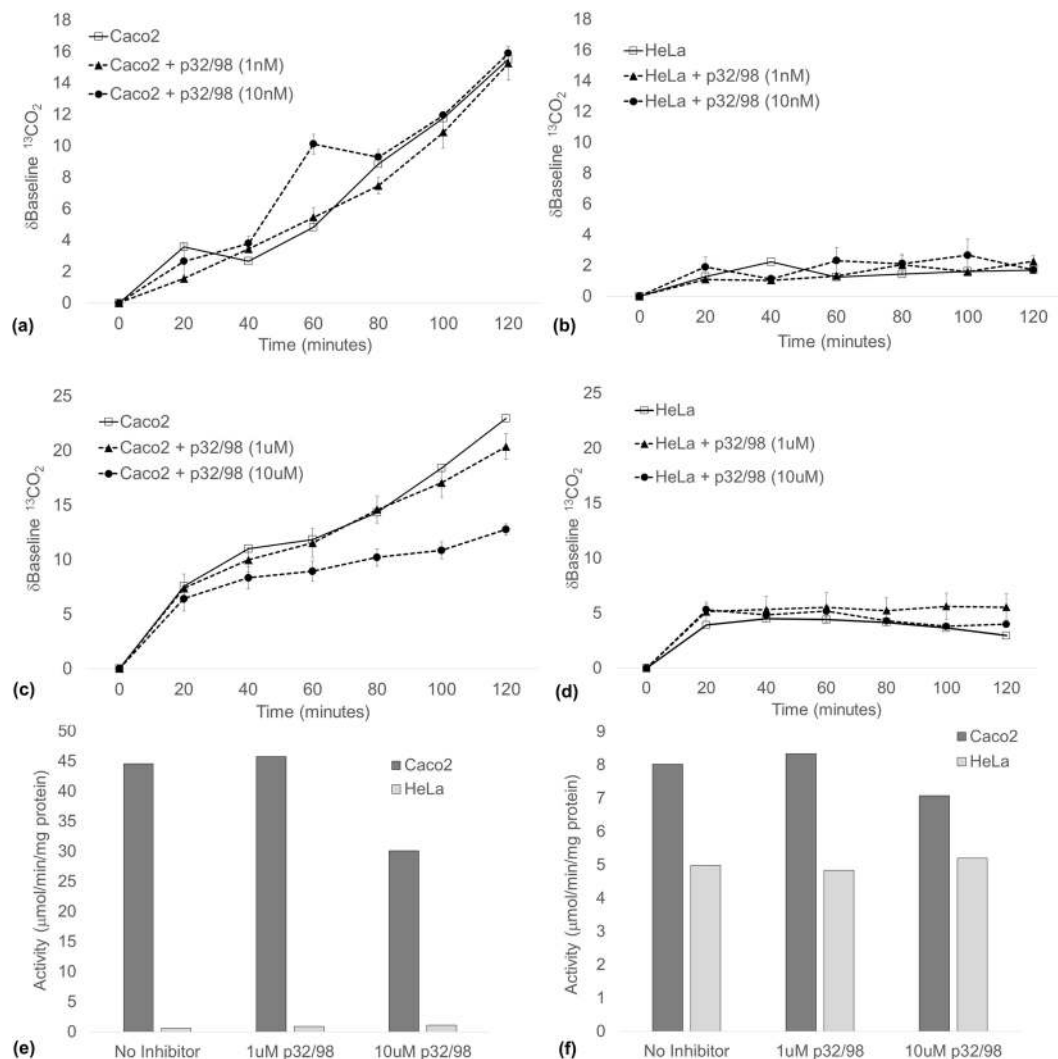 18
16
14
12
10
8
6
4
2
0
δBaseline ¹³CO₂
Caco2
Caco2 + p32/98 (1nM)
Caco2 + p32/98 (10nM)
0 20 40 60 80 100 120
Time (minutes)
(a)
18
16
14
12
10
8
6
4
2
0
δBaseline ¹³CO₂
HeLa
HeLa + p32/98 (1nM)
HeLa + p32/98 (10nM)
0 20 40 60 80 100 120
Time (minutes)
(b)
25
20
15
10
5
0
δBaseline ¹³CO₂
Caco2
Caco2 + p32/98 (1uM)
Caco2 + p32/98 (10uM)
0 20 40 60 80 100 120
Time (minutes)
(c)
25
20
15
10
5
0
δBaseline ¹³CO₂
HeLa
HeLa + p32/98 (1uM)
HeLa + p32/98 (10uM)
0 20 40 60 80 100 120
Time (minutes)
(d)
50
45
40
35
30
25
20
15
10
5
0
Activity (μmol/min/mg protein)
Caco2
HeLa
No Inhibitor 1uM p32/98 10uM p32/98
(e)
9
8
7
6
5
4
3
2
1
0
Activity (μmol/min/mg protein)
Caco2
HeLa
No Inhibitor 1uM p32/98 10uM p32/98
(f)